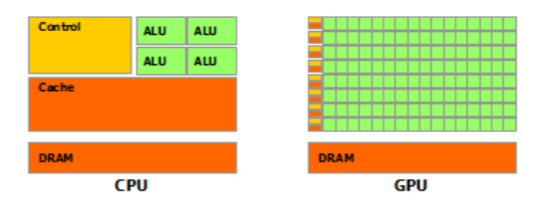 Control
ALU ALU
ALU ALU
Cache
DRAM
CPU
DRAM
GPU